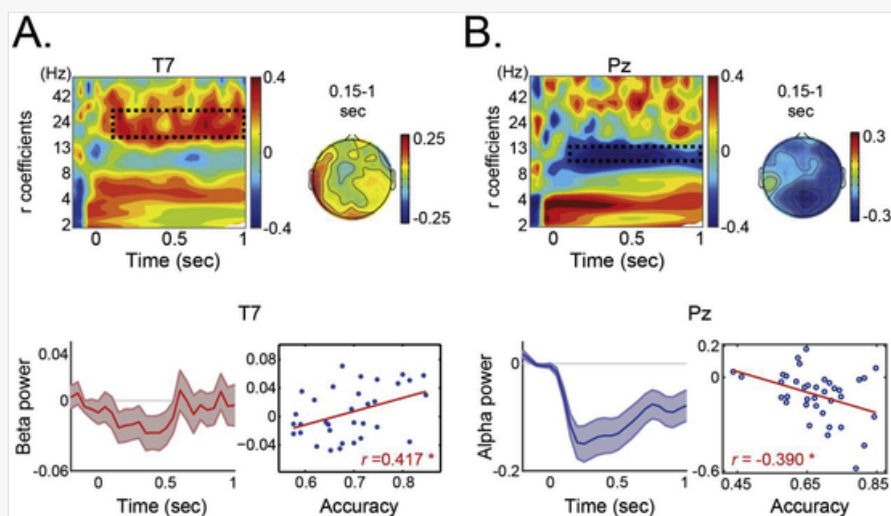 A.
T7
(Hz)
42
24
13
8
4
2
r coefficients
0 0.5 1
Time (sec)
0.4
0
-0.4
0.15-1
sec
0.25
-0.25
B.
Pz
(Hz)
42
24
13
8
4
2
r coefficients
0 0.5 1
Time (sec)
0.4
0
-0.4
0.15-1
sec
0.3
-0.3
T7
0.04
0
-0.06
Beta power
0 0.5 1
Time (sec)
0.08
0.04
0
-0.04
r =0.417 *
0.6 0.7 0.8
Accuracy
Pz
0
-0.2
Alpha power
0 0.5 1
Time (sec)
0.2
0
-0.6
r = -0.390 *
0.45 0.65 0.85
Accuracy